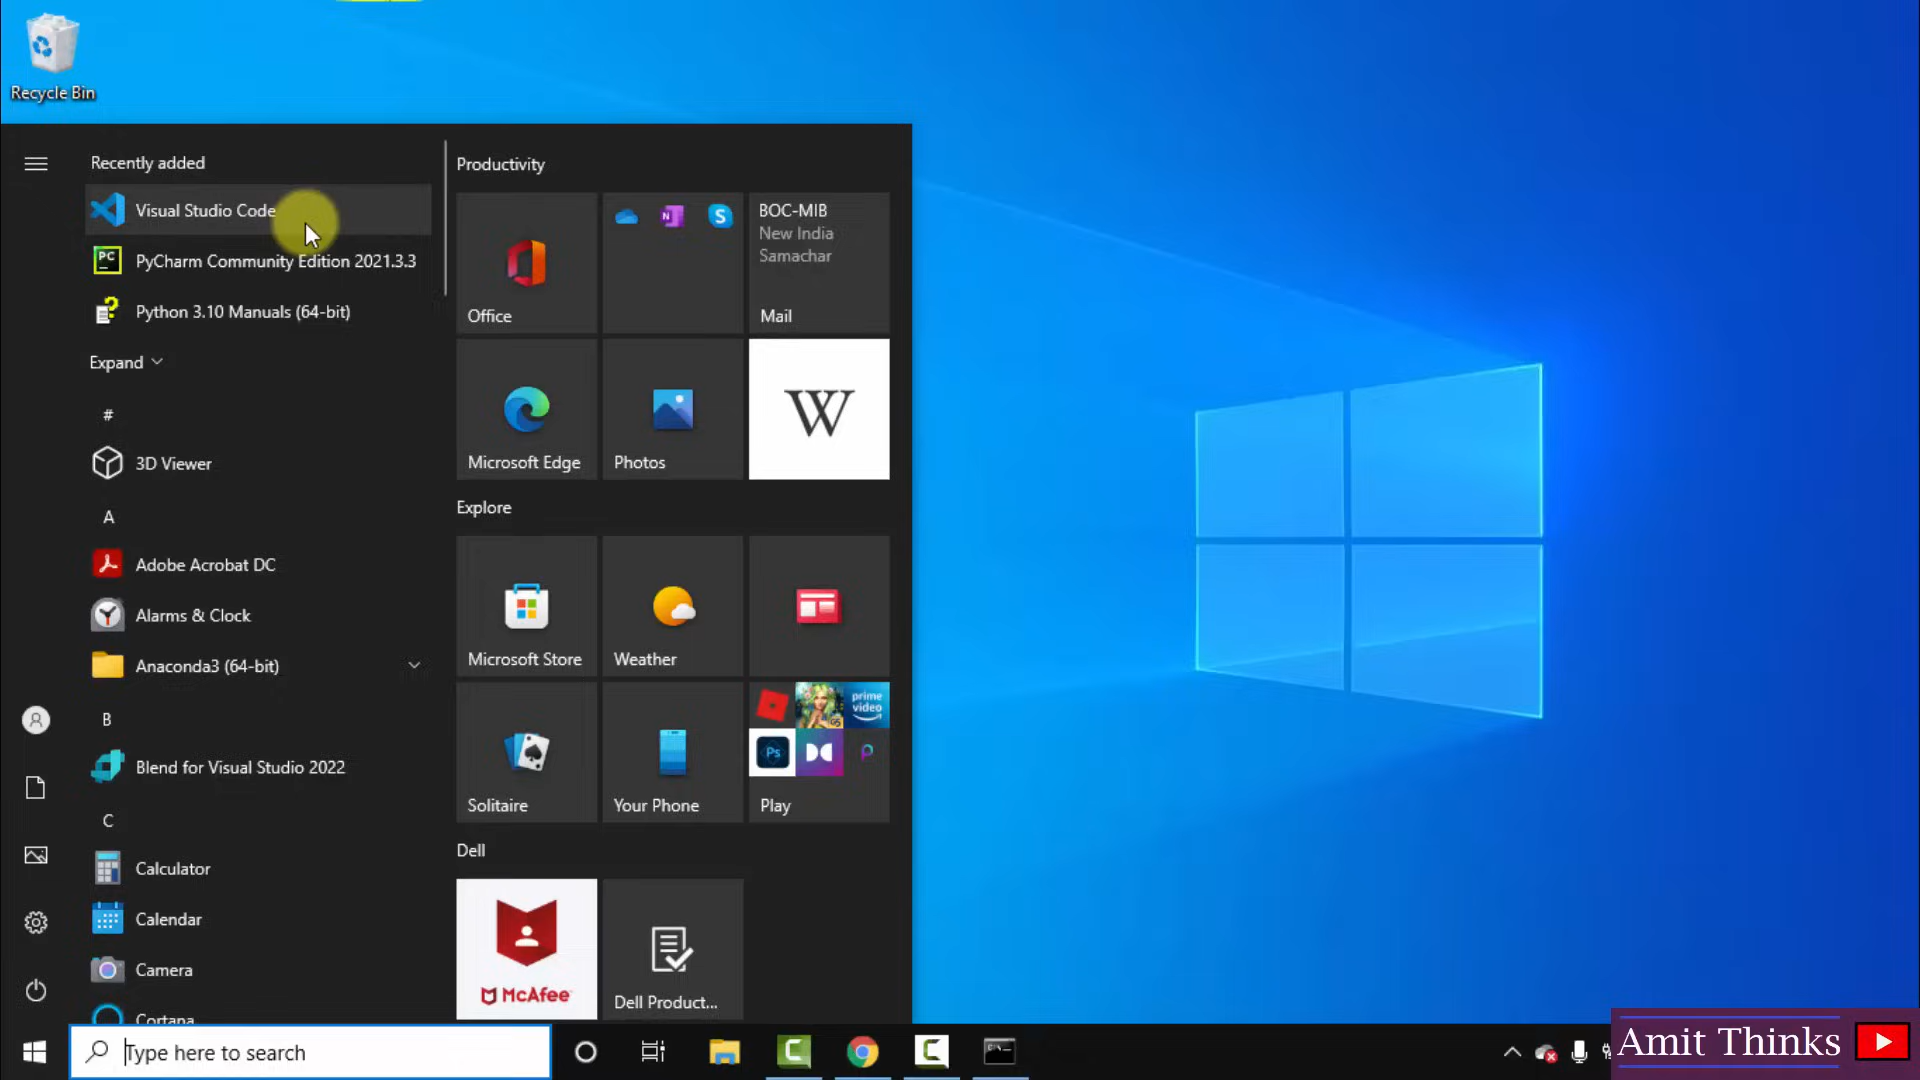 Recycle Bin
Recently added
Visual Studio Code
PyCharm Community Edition 2021.3.3
Python 3.10 Manuals (64-bit)
Expand
#
3D Viewer
A
Adobe Acrobat DC
Alarms & Clock
Anaconda3 (64-bit)
B
Blend for Visual Studio 2022
C
Calculator
Calendar
Camera
Cortana
Productivity
Office
N
S
BOC-MIB
New India
Samachar
Mail
Microsoft Edge
Photos
W
Explore
Microsoft Store
Weather
Solitaire
Your Phone
prime
video
Ps
Play
Dell
McAfee
Dell Product...
Type here to search
Amit Thinks